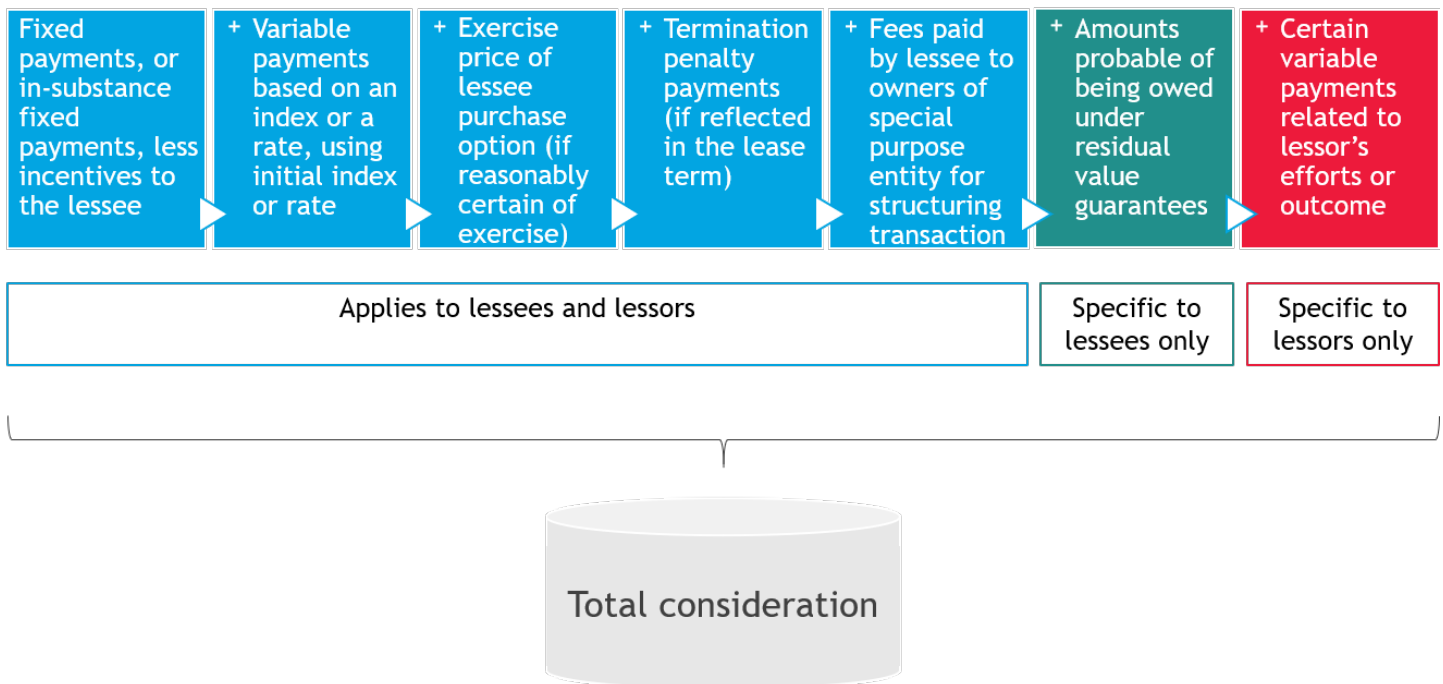 Fixed
payments, or
in-substance
fixed
payments, less
incentives to
the lessee
+ Variable
payments
based on an
index or a
rate, using
initial index
or rate
+ Exercise
price of
lessee
purchase
option (if
reasonably
certain of
exercise)
+ Termination
penalty
payments
(if reflected
in the lease
term)
+ Fees paid
by lessee to
owners of
special
purpose
entity for
structuring
transaction
+ Amounts
probable of
being owed
under
residual
value
guarantees
+ Certain
variable
payments
related to
lessor’s
efforts or
outcome
Applies to lessees and lessors
Specific to
lessees only
Specific to
lessors only
Total consideration